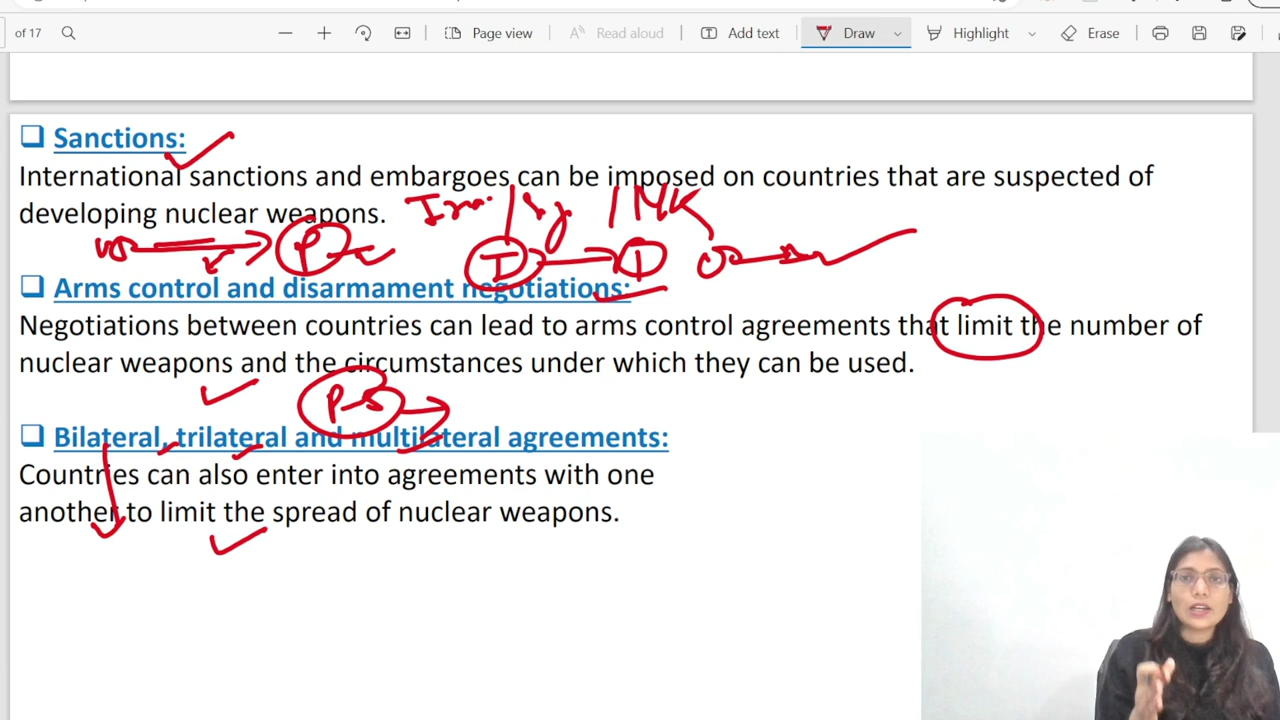 of 17
Page view
Read aloud
Add text
Draw
Highlight
Erase
Sanctions:
International sanctions and embargoes can be imposed on countries that are suspected of
developing nuclear weapons.
NK
P
I
Arms control and disarmament negotiations:
Negotiations between countries can lead to arms control agreements that limit the number of
nuclear weapons and the circumstances under which they can be used.
P-5
Bilateral, trilateral and multilateral agreements:
Countries can also enter into agreements with one
another to limit the spread of nuclear weapons.